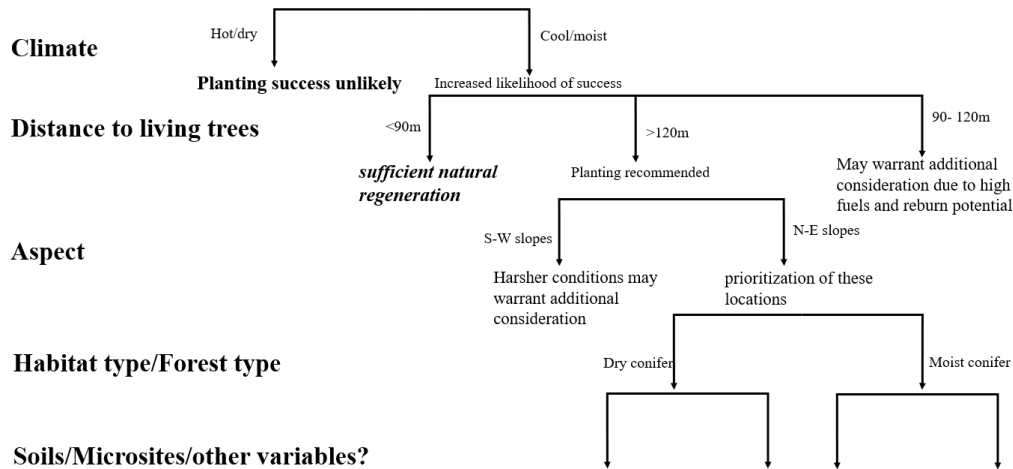 Hot/dry
Cool/moist
Climate
Planting success unlikely
Increased likelihood of success
Distance to living trees
<90m
>120m
90- 120m
sufficient natural
regeneration
Planting recommended
May warrant additional
consideration due to high
fuels and reburn potential
Aspect
S-W slopes
N-E slopes
Harsher conditions may
warrant additional
consideration
prioritization of these
locations
Habitat type/Forest type
Dry conifer
Moist conifer
Soils/Microsites/other variables?